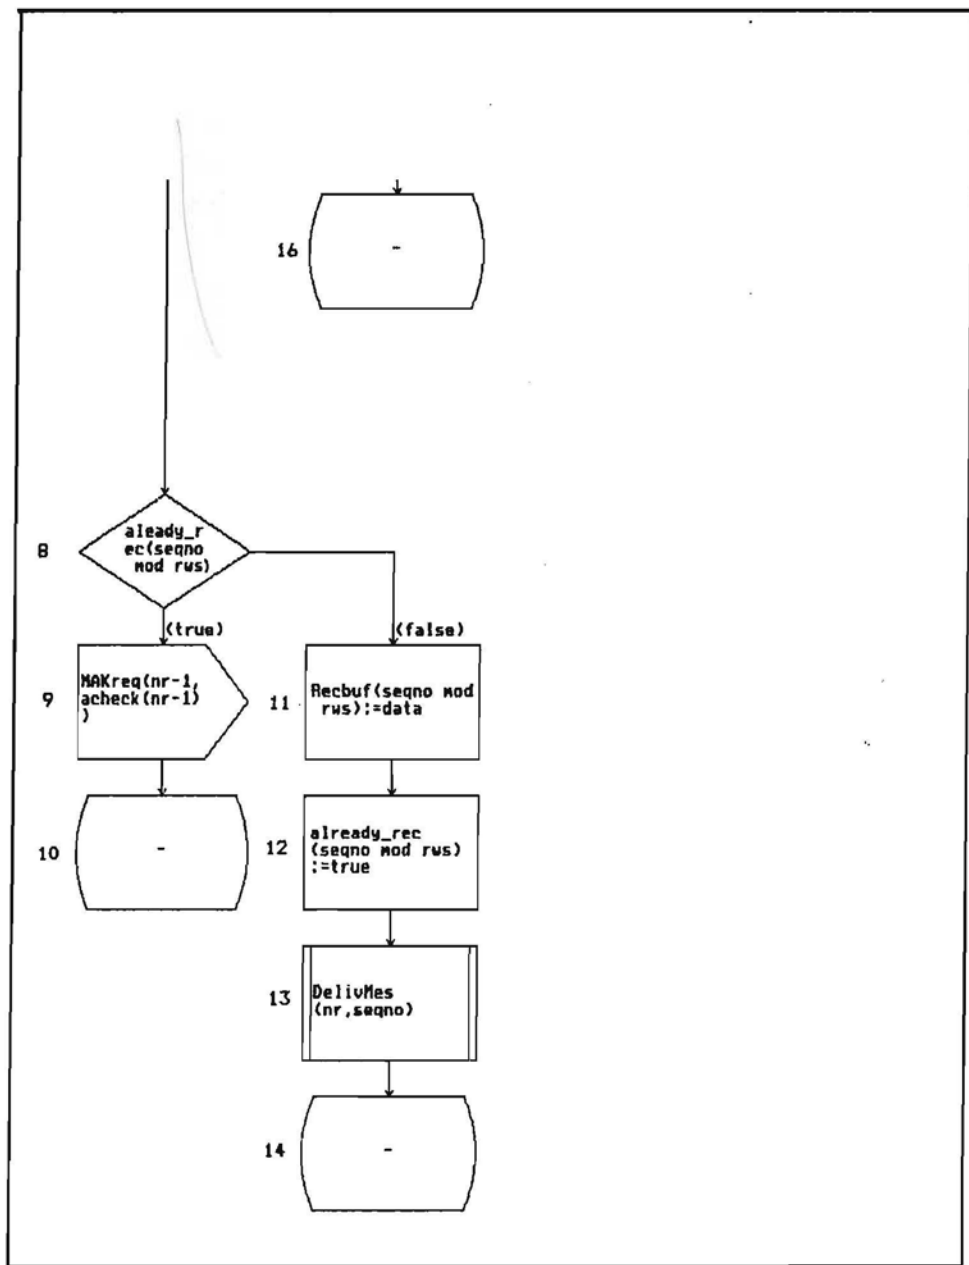 16
-
8
aleady_r
ec(seqno
mod rws)
(true)
(false)
9
MAKreq(nr-1,
acheck(nr-1)
)
11
Recbuf(seqno mod
rws):=data
10
-
12
already_rec
(seqno mod rws)
:=true
13
DelivMes
(nr,seqno)
14
-